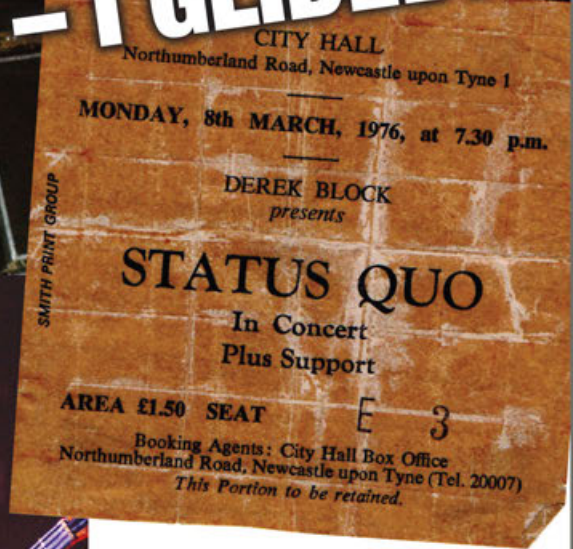 CITY HALL
Northumberland Road, Newcastle upon Tyne 1
MONDAY, 8th MARCH, 1976, at 7.30 p.m.
DEREK BLOCK
presents
STATUS QUO
In Concert
Plus Support
AREA £1.50 SEAT E 3
Booking Agents: City Hall Box Office
Northumberland Road, Newcastle upon Tyne (Tel. 20007)
This Portion to be retained.
SMITH PRINT GROUP